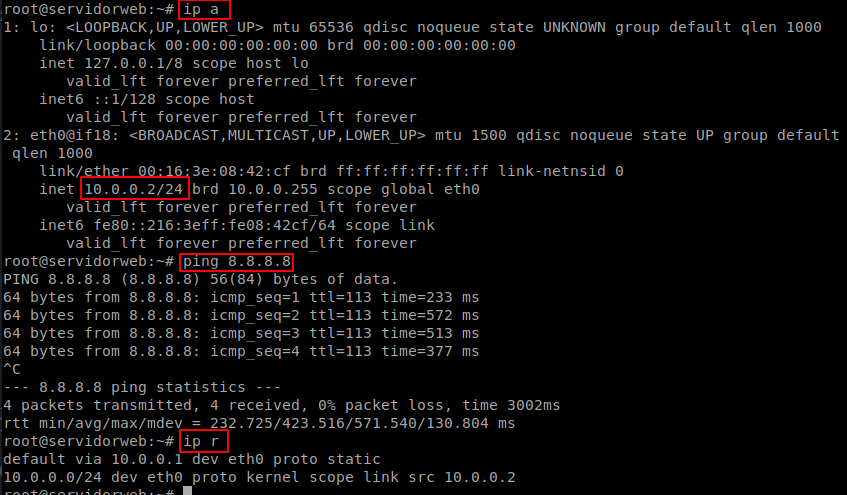 root@servidorweb:~# ip a
1: lo: <LOOPBACK,UP,LOWER_UP> mtu 65536 qdisc noqueue state UNKNOWN group default qlen 1000
    link/loopback 00:00:00:00:00:00 brd 00:00:00:00:00:00
    inet 127.0.0.1/8 scope host lo
       valid_lft forever preferred_lft forever
    inet6 ::1/128 scope host
       valid_lft forever preferred_lft forever
2: eth0@if18: <BROADCAST,MULTICAST,UP,LOWER_UP> mtu 1500 qdisc noqueue state UP group default
 qlen 1000
    link/ether 00:16:3e:08:42:cf brd ff:ff:ff:ff:ff:ff link-netnsid 0
    inet 10.0.0.2/24 brd 10.0.0.255 scope global eth0
       valid_lft forever preferred_lft forever
    inet6 fe80::216:3eff:fe08:42cf/64 scope link
       valid_lft forever preferred_lft forever
root@servidorweb:~# ping 8.8.8.8
PING 8.8.8.8 (8.8.8.8) 56(84) bytes of data.
64 bytes from 8.8.8.8: icmp_seq=1 ttl=113 time=233 ms
64 bytes from 8.8.8.8: icmp_seq=2 ttl=113 time=572 ms
64 bytes from 8.8.8.8: icmp_seq=3 ttl=113 time=513 ms
64 bytes from 8.8.8.8: icmp_seq=4 ttl=113 time=377 ms
^C
--- 8.8.8.8 ping statistics ---
4 packets transmitted, 4 received, 0% packet loss, time 3002ms
rtt min/avg/max/mdev = 232.725/423.516/571.540/130.804 ms
root@servidorweb:~# ip r
default via 10.0.0.1 dev eth0 proto static
10.0.0.0/24 dev eth0 proto kernel scope link src 10.0.0.2
root@servidorweb:~#